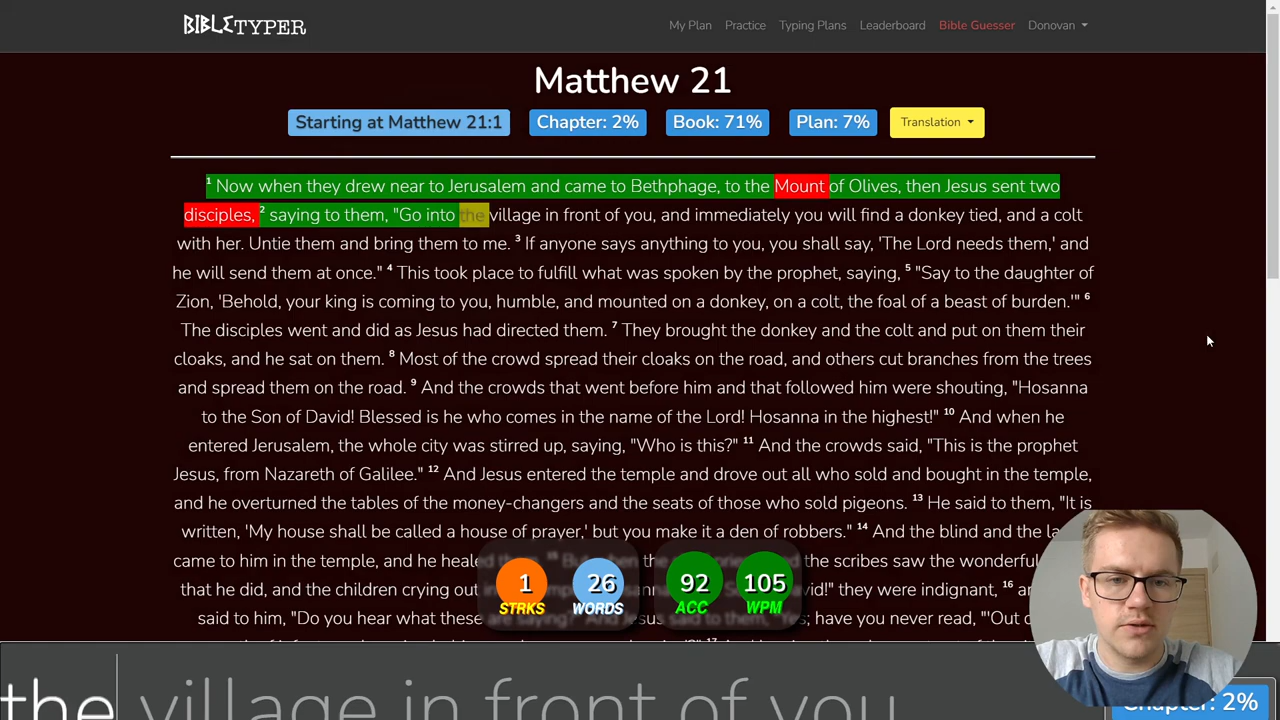 BIBLETYPER My Plan Practice Typing Plans Leaderboard Bible Guesser Donovan
Matthew 21
Starting at Matthew 21:1 Chapter: 2% Book: 71% Plan: 7% Translation
1 Now when they drew near to Jerusalem and came to Bethphage, to the Mount of Olives, then Jesus sent two
disciples, 2 saying to them, "Go into the village in front of you, and immediately you will find a donkey tied, and a colt
with her. Untie them and bring them to me. 3 If anyone says anything to you, you shall say, 'The Lord needs them,' and
he will send them at once." 4 This took place to fulfill what was spoken by the prophet, saying, 5 "Say to the daughter of
Zion, 'Behold, your king is coming to you, humble, and mounted on a donkey, on a colt, the foal of a beast of burden.'" 6
The disciples went and did as Jesus had directed them. 7 They brought the donkey and the colt and put on them their
cloaks, and he sat on them. 8 Most of the crowd spread their cloaks on the road, and others cut branches from the trees
and spread them on the road. 9 And the crowds that went before him and that followed him were shouting, "Hosanna
to the Son of David! Blessed is he who comes in the name of the Lord! Hosanna in the highest!" 10 And when he
entered Jerusalem, the whole city was stirred up, saying, "Who is this?" 11 And the crowds said, "This is the prophet
Jesus, from Nazareth of Galilee." 12 And Jesus entered the temple and drove out all who sold and bought in the temple,
and he overturned the tables of the money-changers and the seats of those who sold pigeons. 13 He said to them, "It is
written, 'My house shall be called a house of prayer,' but you make it a den of robbers." 14 And the blind and the
came to him in the temple, and he healed the scribes saw the wonderful
that he did, and the children crying out they were indignant, 16
said to him, "Do you hear what these are saying?" And Jesus said to them, "Yes; have you never read, "'Out
1 STRKS 26 WORDS 92 ACC 105 WPM
the village in front of you Chapter: 2%